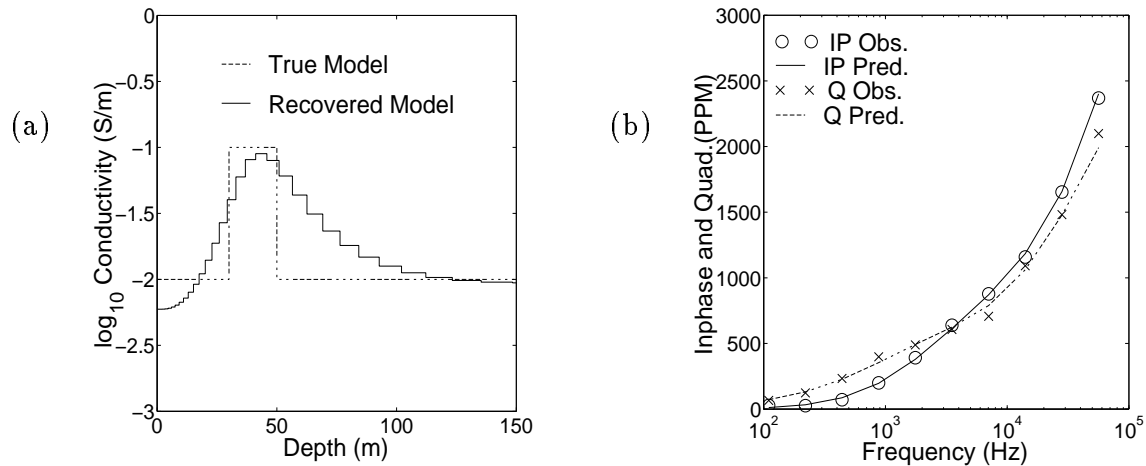 (a)
0
-0.5
-1
-1.5
-2
-2.5
-3
log10 Conductivity (S/m)
True Model
Recovered Model
0
50
100
150
Depth (m)
(b)
3000
2500
2000
1500
1000
500
0
Inphase and Quad.(PPM)
IP Obs.
IP Pred.
Q Obs.
Q Pred.
10^2
10^3
10^4
10^5
Frequency (Hz)